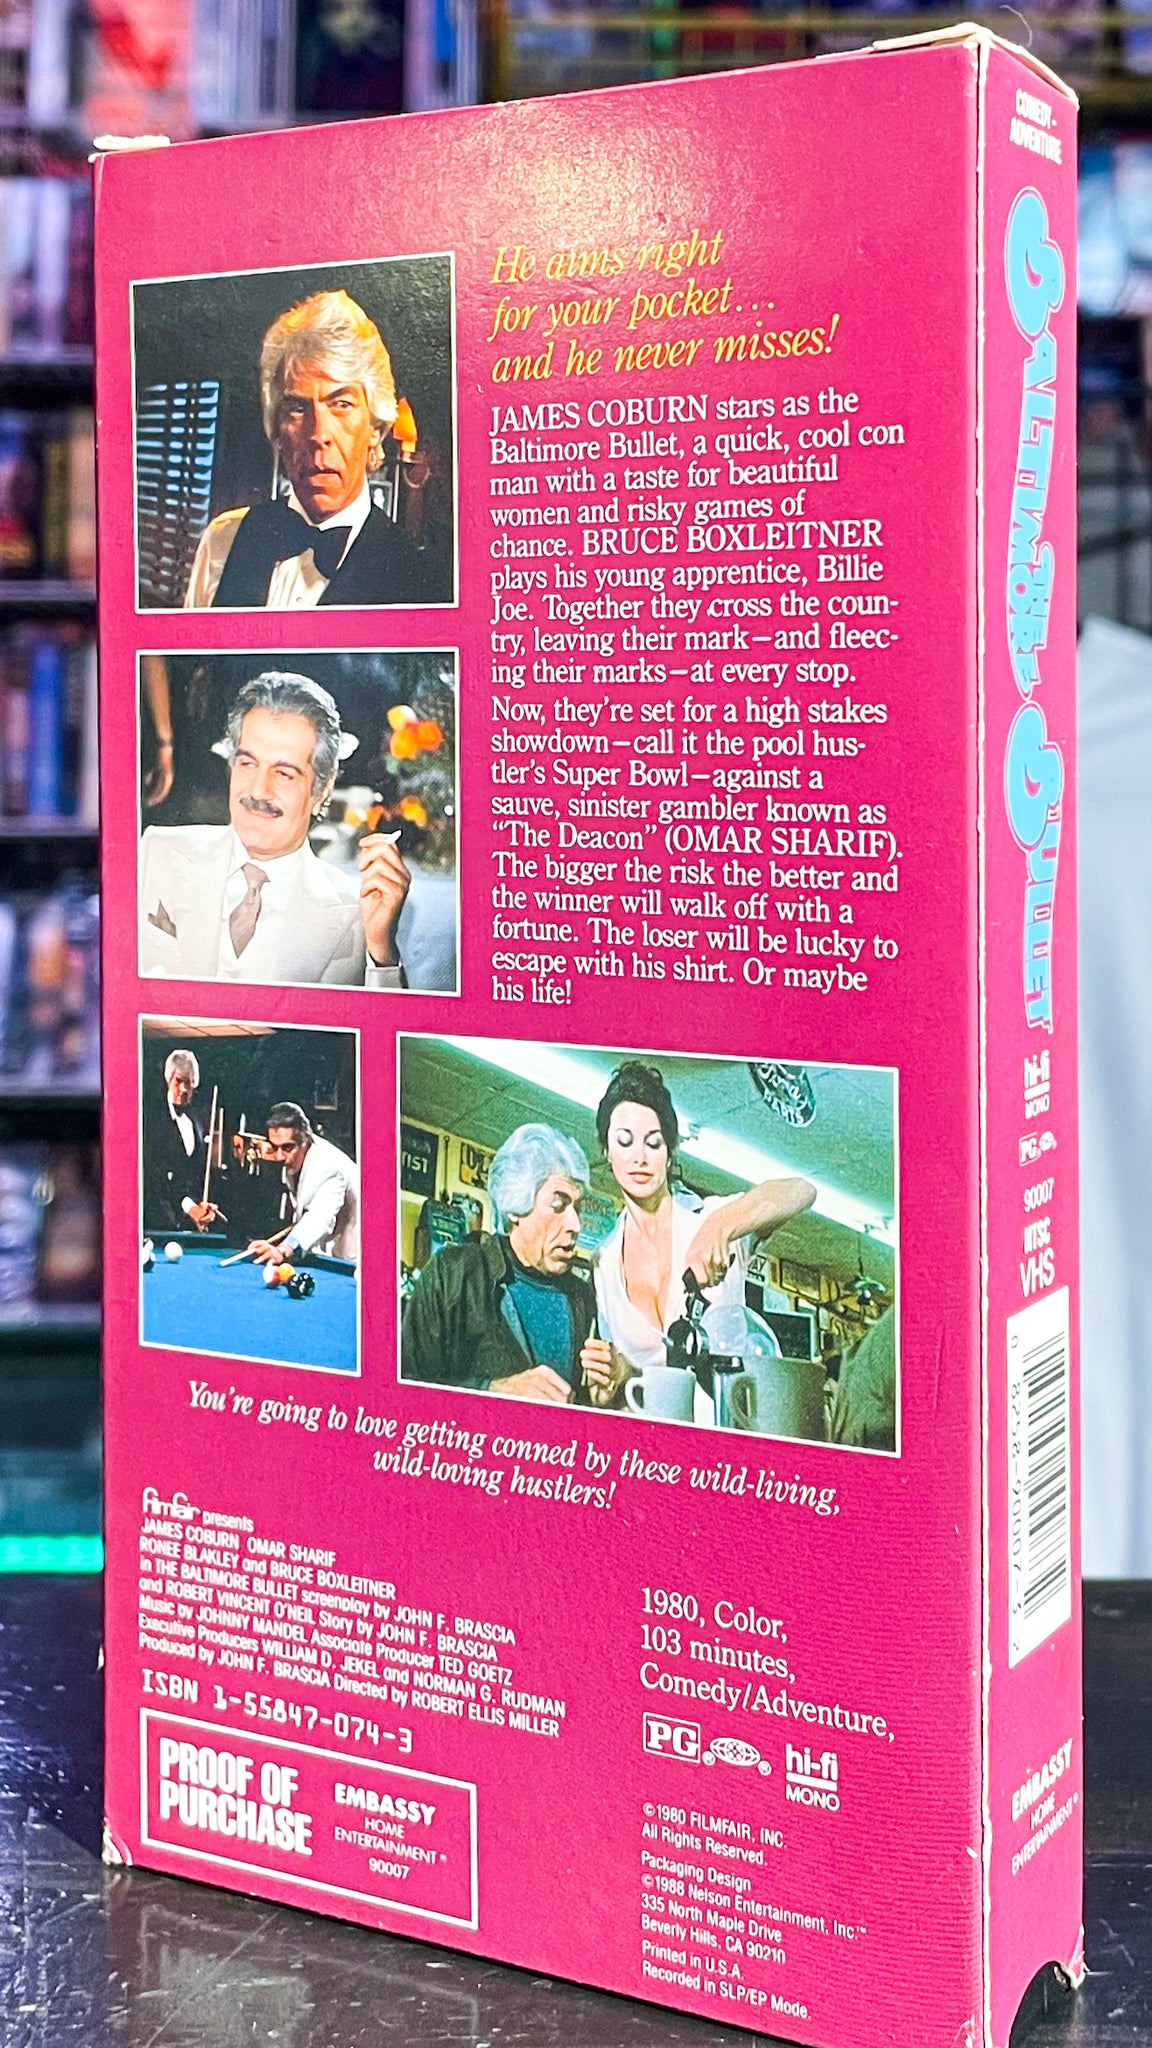 He aims right
for your pocket...
and he never misses!
JAMES COBURN stars as the
Baltimore Bullet, a quick, cool con
man with a taste for beautiful
women and risky games of
chance. BRUCE BOXLEITNER
plays his young apprentice, Billie
Joe. Together they cross the coun-
try, leaving their mark—and fleec-
ing their marks—at every stop.
Now, they're set for a high stakes
showdown—call it the pool hus-
tler's Super Bowl—against a
sauve, sinister gambler known as
"The Deacon" (OMAR SHARIF).
The bigger the risk the better and
the winner will walk off with a
fortune. The loser will be lucky to
escape with his shirt. Or maybe
his life!
PARTS
You're going to love getting conned by these wild-living,
wild-loving hustlers!
filmfair presents
JAMES COBURN OMAR SHARIF
RONEE BLAKLEY and BRUCE BOXLEITNER
in THE BALTIMORE BULLET screenplay by JOHN F. BRASCIA
and ROBERT VINCENT O'NEIL Story by JOHN F. BRASCIA
Music by JOHNNY MANDEL Associate Producer TED GOETZ
Executive Producers WILLIAM D. JEKEL and NORMAN G. RUDMAN
Produced by JOHN F. BRASCIA Directed by ROBERT ELLIS MILLER
ISBN 1-55847-074-3
PROOF OF
PURCHASE
EMBASSY
HOME
ENTERTAINMENT®
90007
1980, Color,
103 minutes,
Comedy/Adventure,
PG ® ® hi-fi
MONO
©1980 FILMFAIR, INC.
All Rights Reserved.
Packaging Design
©1988 Nelson Entertainment, Inc.™
335 North Maple Drive
Beverly Hills, CA 90210
Printed in U.S.A.
Recorded in SLP/EP Mode.
COMEDY-
ADVENTURE
THE
BALTIMORE
BULLET
hi-fi
MONO
PG
90007
NTSC
VHS
0 8258-90007-3 2
EMBASSY
HOME
ENTERTAINMENT®